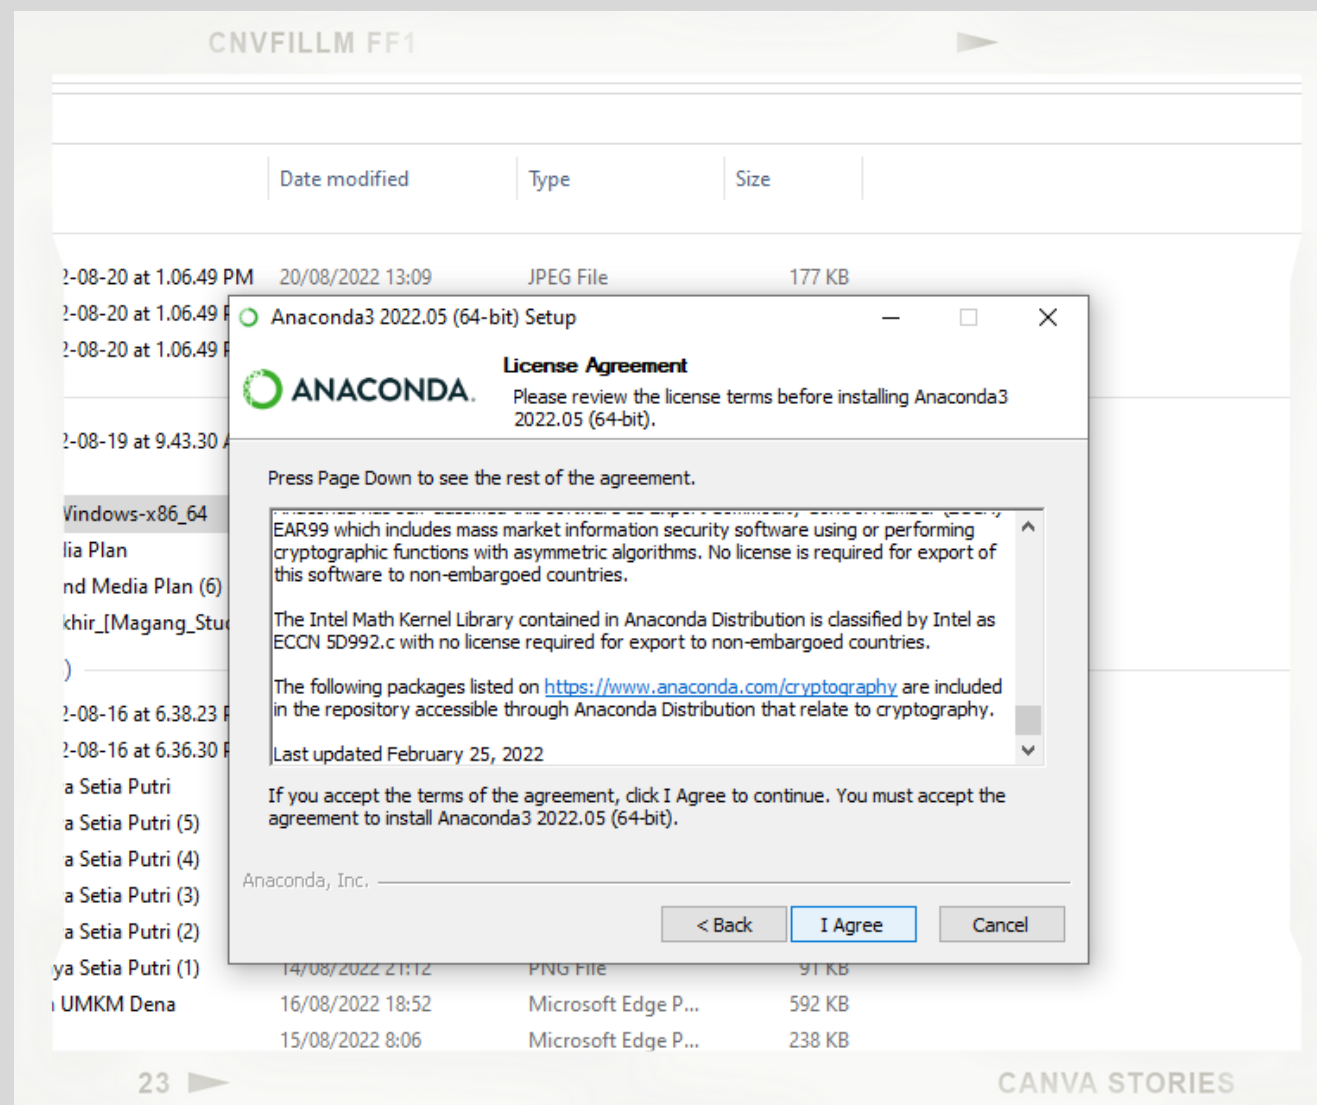 CNVFILLM FF1
Date modified Type Size
2-08-20 at 1.06.49 PM 20/08/2022 13:09 JPEG File 177 KB
2-08-20 at 1.06.49
2-08-20 at 1.06.49
2-08-19 at 9.43.30
Windows-x86_64
lia Plan
nd Media Plan (6)
khir_[Magang_Stu
)
2-08-16 at 6.38.23
2-08-16 at 6.36.30
a Setia Putri
a Setia Putri (5)
a Setia Putri (4)
a Setia Putri (3)
a Setia Putri (2)
ya Setia Putri (1) 14/08/2022 21:12 PNG File 91 KB
UMKM Dena 16/08/2022 18:52 Microsoft Edge P... 592 KB
15/08/2022 8:06 Microsoft Edge P... 238 KB
Anaconda3 2022.05 (64-bit) Setup
ANACONDA.
License Agreement
Please review the license terms before installing Anaconda3
2022.05 (64-bit).
Press Page Down to see the rest of the agreement.
EAR99 which includes mass market information security software using or performing
cryptographic functions with asymmetric algorithms. No license is required for export of
this software to non-embargoed countries.
The Intel Math Kernel Library contained in Anaconda Distribution is classified by Intel as
ECCN 5D992.c with no license required for export to non-embargoed countries.
The following packages listed on https://www.anaconda.com/cryptography are included
in the repository accessible through Anaconda Distribution that relate to cryptography.
Last updated February 25, 2022
If you accept the terms of the agreement, click I Agree to continue. You must accept the
agreement to install Anaconda3 2022.05 (64-bit).
Anaconda, Inc.
< Back I Agree Cancel
23 CANVA STORIES